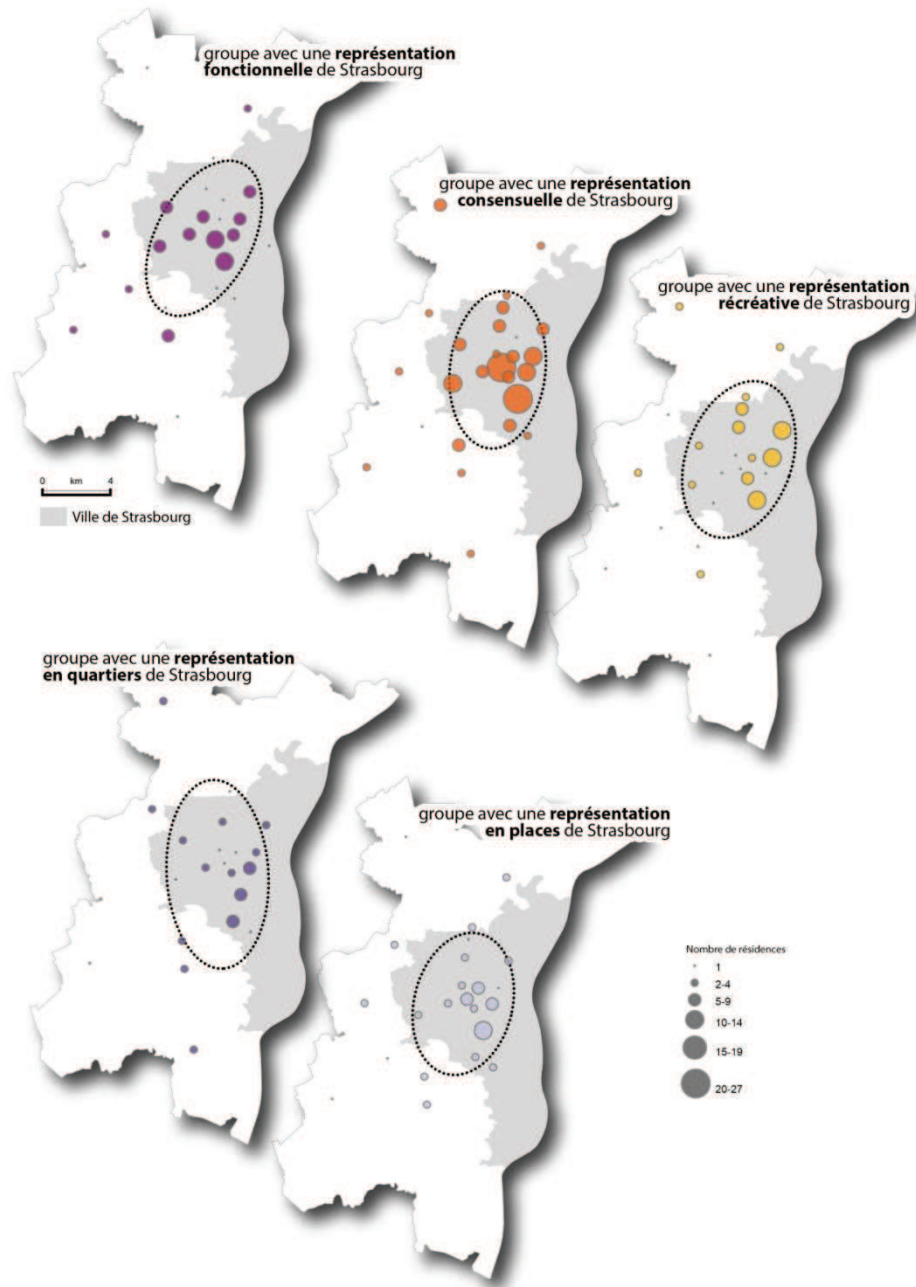 groupe avec une représentation
fonctionnelle de Strasbourg
groupe avec une représentation
consensuelle de Strasbourg
groupe avec une représentation
récréative de Strasbourg
0 km 4
Ville de Strasbourg
groupe avec une représentation
en quartiers de Strasbourg
groupe avec une représentation
en places de Strasbourg
Nombre de résidences
1
2-4
5-9
10-14
15-19
20-27